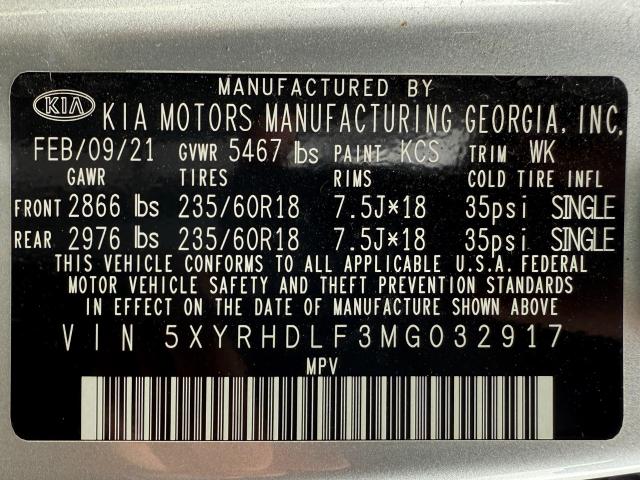 MANUFACTURED BY
KIA KIA MOTORS MANUFACTURING GEORGIA, INC.
FEB/09/21 GVWR 5467 lbs PAINT KCS TRIM WK
GAWR TIRES RIMS COLD TIRE INFL
FRONT 2866 lbs 235/60R18 7.5J*18 35psi SINGLE
REAR 2976 lbs 235/60R18 7.5J*18 35psi SINGLE
THIS VEHICLE CONFORMS TO ALL APPLICABLE U.S.A. FEDERAL
MOTOR VEHICLE SAFETY AND THEFT PREVENTION STANDARDS
IN EFFECT ON THE DATE OF MANUFACTURE SHOWN ABOVE
VIN 5XYRHDLF3MG032917
MPV